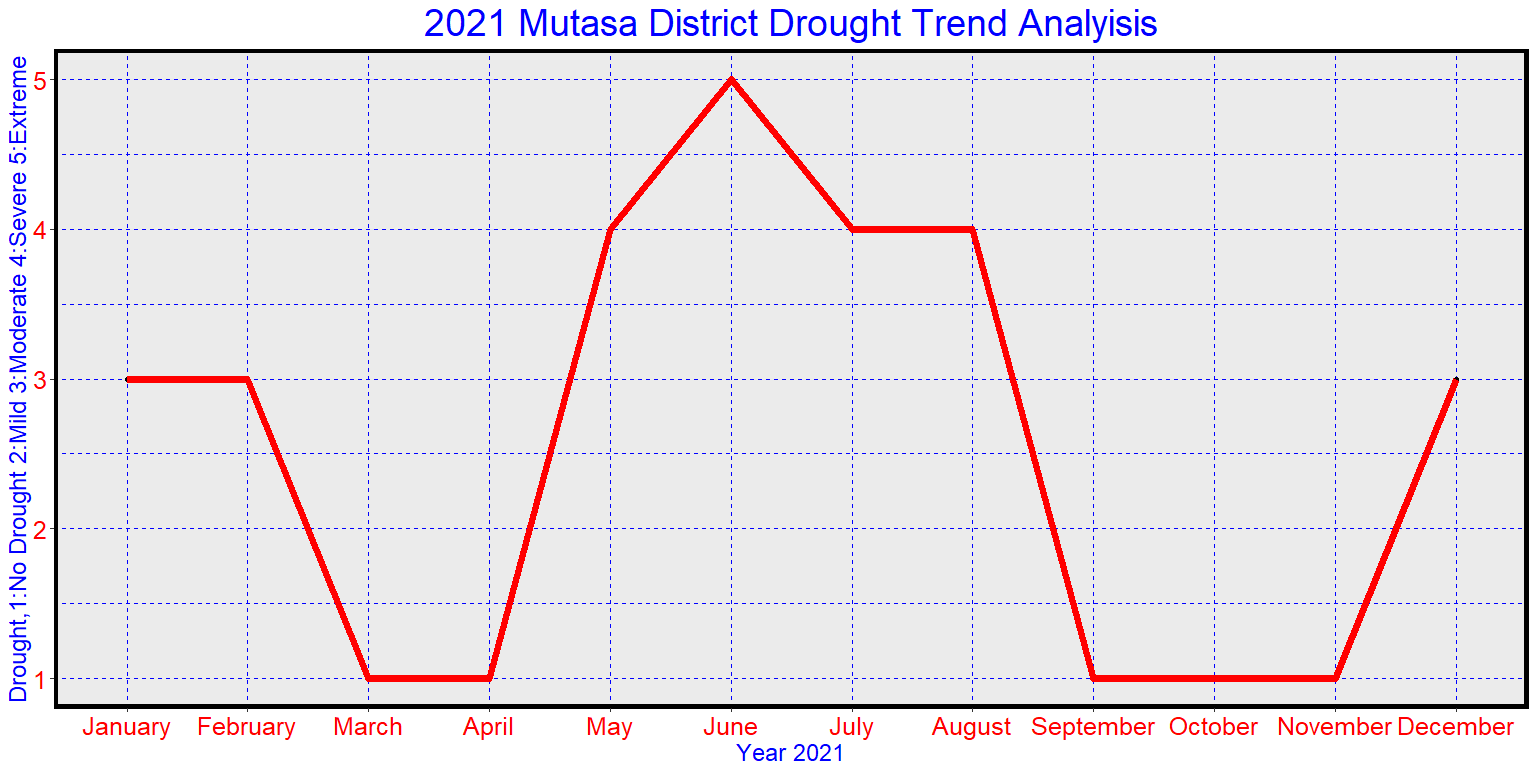 2021 Mutasa District Drought Trend Analyisis
Drought,1:No Drought 2:Mild 3:Moderate 4:Severe 5:Extreme
5
4
3
2
1
January February March April May June July August September October November December
Year 2021